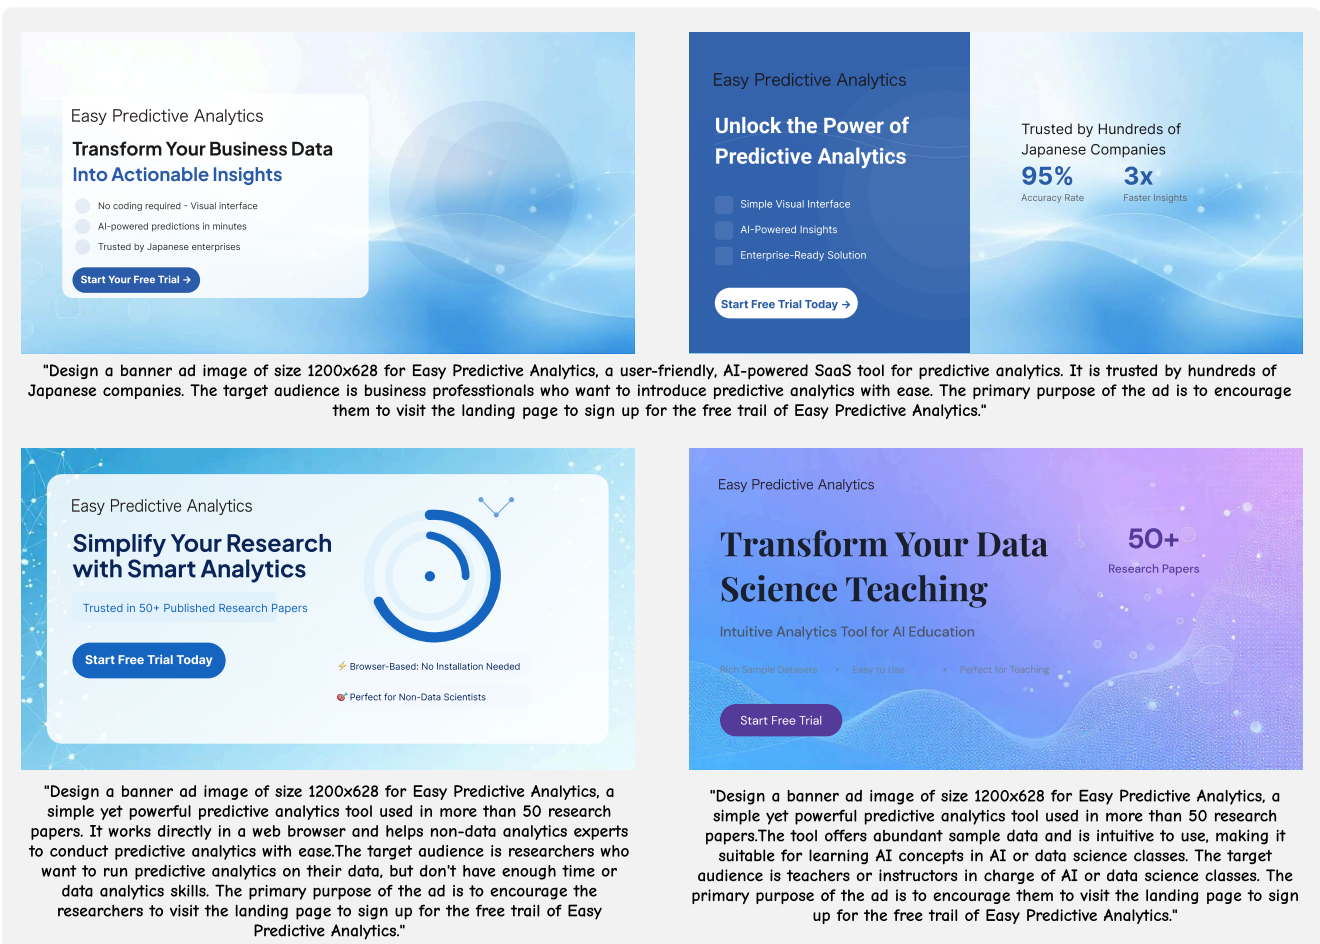 Easy Predictive Analytics
Transform Your Business Data
Into Actionable Insights
No coding required - Visual interface
AI-powered predictions in minutes
Trusted by Japanese enterprises
Start Your Free Trial →
Easy Predictive Analytics
Unlock the Power of
Predictive Analytics
Simple Visual Interface
AI-Powered Insights
Enterprise-Ready Solution
Start Free Trial Today →
Trusted by Hundreds of
Japanese Companies
95% 3x
Accuracy Rate Faster Insights
"Design a banner ad image of size 1200x628 for Easy Predictive Analytics, a user-friendly, AI-powered SaaS tool for predictive analytics. It is trusted by hundreds of
Japanese companies. The target audience is business professtionals who want to introduce predictive analytics with ease. The primary purpose of the ad is to encourage
them to visit the landing page to sign up for the free trail of Easy Predictive Analytics."
Easy Predictive Analytics
Simplify Your Research
with Smart Analytics
Trusted in 50+ Published Research Papers
Start Free Trial Today
⚡ Browser-Based: No Installation Needed
🎯 Perfect for Non-Data Scientists
Easy Predictive Analytics
Transform Your Data
Science Teaching
Intuitive Analytics Tool for AI Education
Rich Sample Datasets • Easy to Use • Perfect for Teaching
Start Free Trial
50+
Research Papers
"Design a banner ad image of size 1200x628 for Easy Predictive Analytics, a
simple yet powerful predictive analytics tool used in more than 50 research
papers. It works directly in a web browser and helps non-data analytics experts
to conduct predictive analytics with ease.The target audience is researchers who
want to run predictive analytics on their data, but don't have enough time or
data analytics skills. The primary purpose of the ad is to encourage the
researchers to visit the landing page to sign up for the free trail of Easy
Predictive Analytics."
"Design a banner ad image of size 1200x628 for Easy Predictive Analytics, a
simple yet powerful predictive analytics tool used in more than 50 research
papers.The tool offers abundant sample data and is intuitive to use, making it
suitable for learning AI concepts in AI or data science classes. The target
audience is teachers or instructors in charge of AI or data science classes. The
primary purpose of the ad is to encourage them to visit the landing page to sign
up for the free trail of Easy Predictive Analytics."